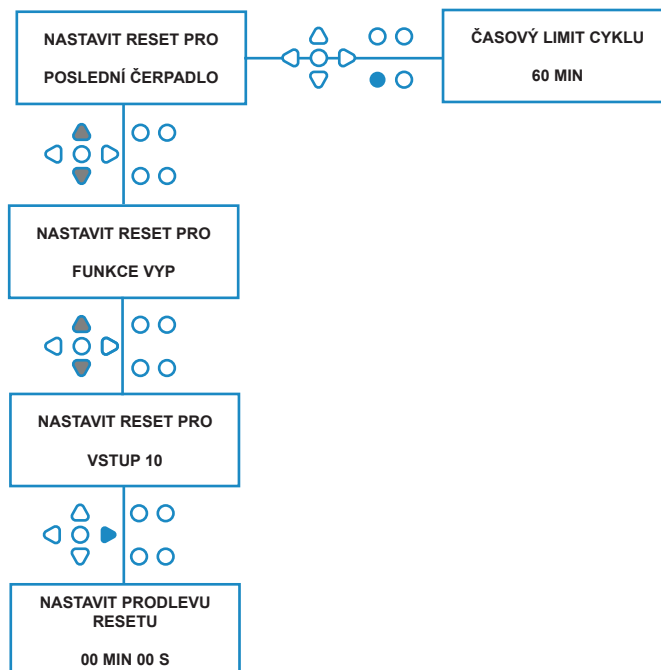 NASTAVIT RESET PRO
POSLEDNÍ ČERPADLO
ČASOVÝ LIMIT CYKLU
60 MIN
NASTAVIT RESET PRO
FUNKCE VYP
NASTAVIT RESET PRO
VSTUP 10
NASTAVIT PRODLEVU
RESETU
00 MIN 00 S